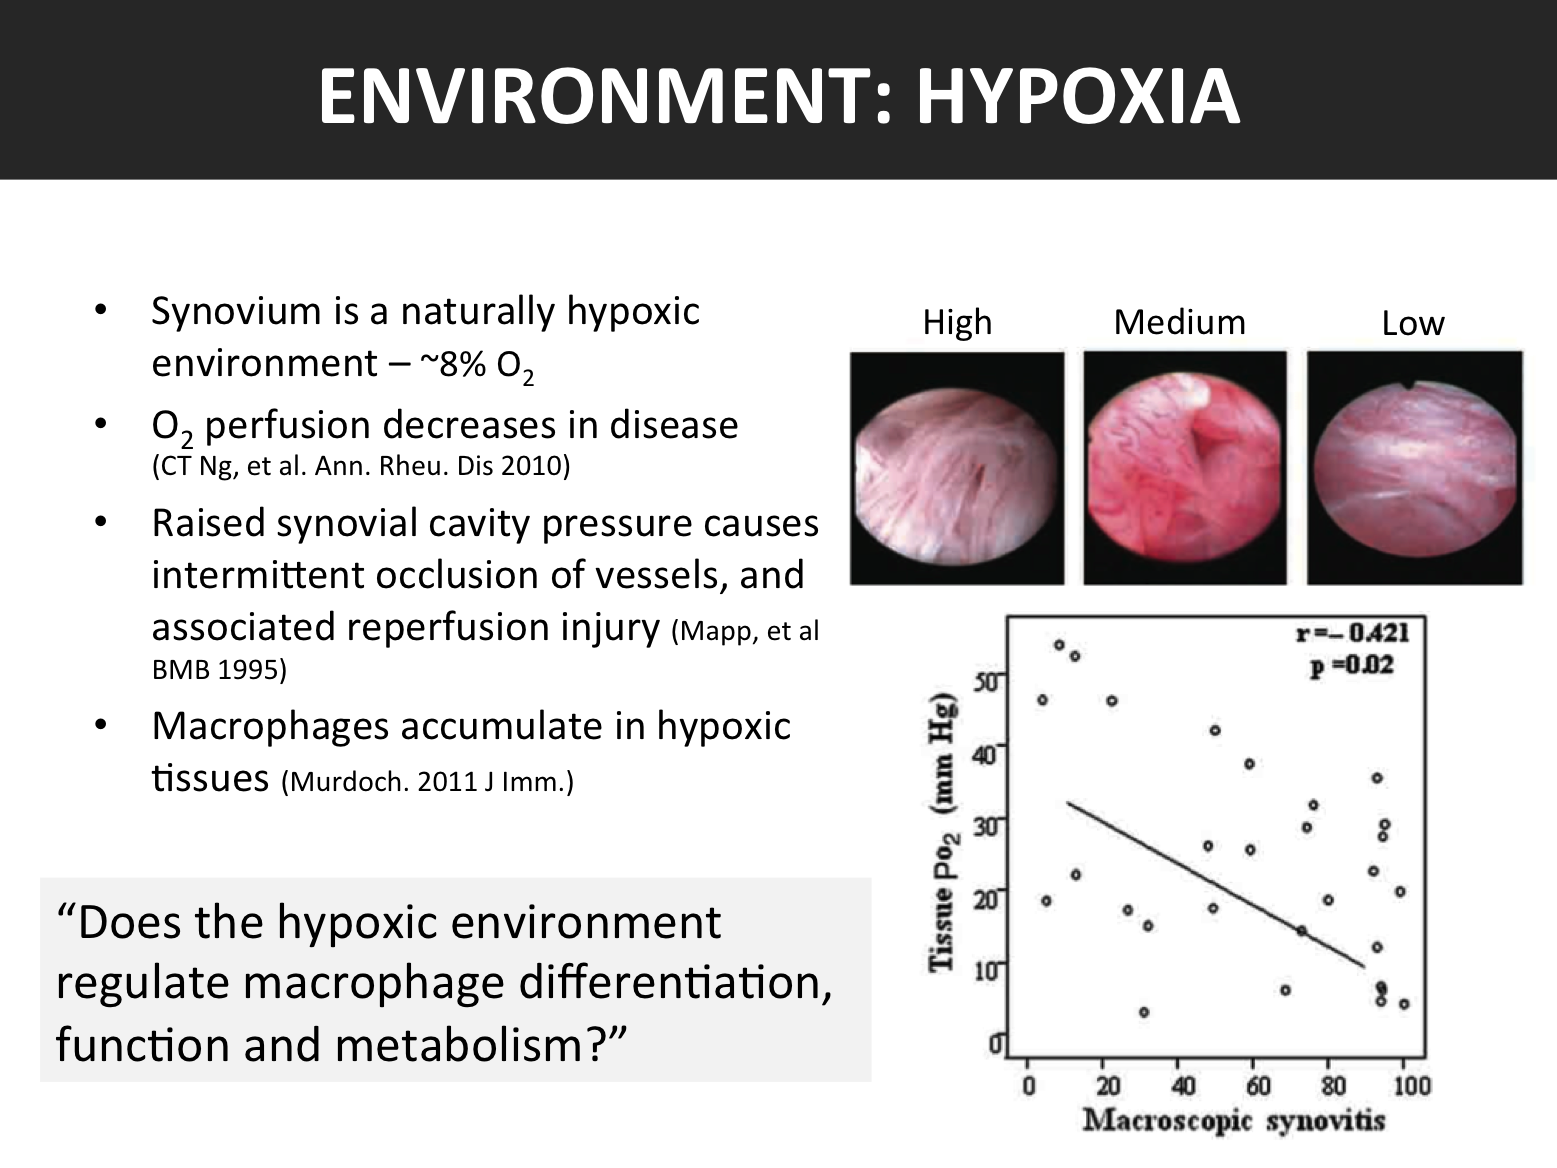 ENVIRONMENT: HYPOXIA
• Synovium is a naturally hypoxic
environment – ~8% O₂
• O₂ perfusion decreases in disease
(CT Ng, et al. Ann. Rheu. Dis 2010)
• Raised synovial cavity pressure causes
intermittent occlusion of vessels, and
associated reperfusion injury (Mapp, et al
BMB 1995)
• Macrophages accumulate in hypoxic
tissues (Murdoch. 2011 J Imm.)
“Does the hypoxic environment
regulate macrophage differentiation,
function and metabolism?”
High Medium Low
r=– 0.421
p =0.02
Tissue Po₂ (mm Hg)
50
40
30
20
10
0
0 20 40 60 80 100
Macroscopic synovitis